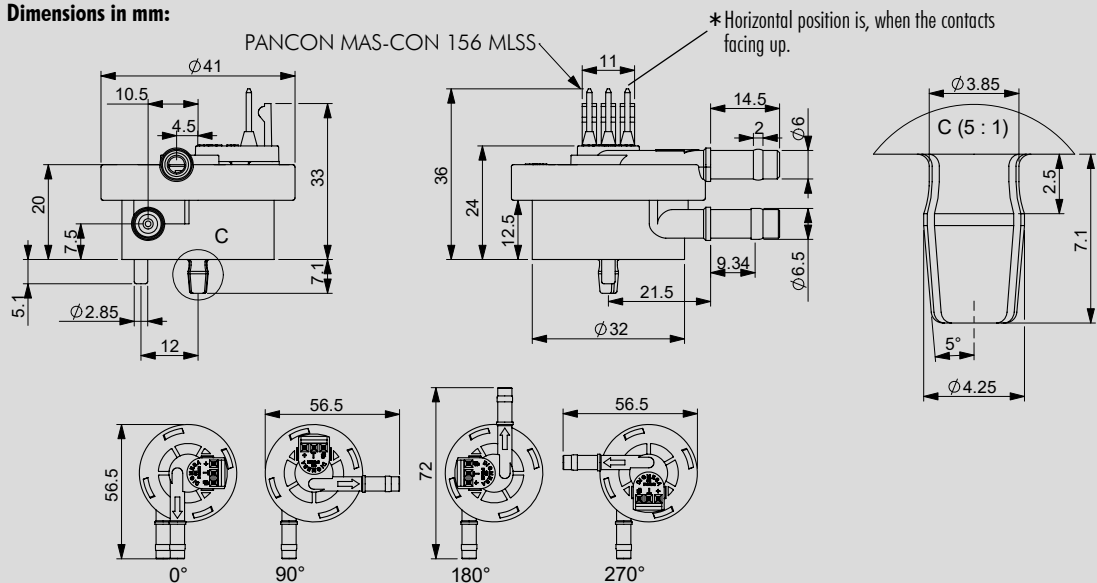 Dimensions in mm:
*Horizontal position is, when the contacts
facing up.
PANCON MAS-CON 156 MLSS
Ø41
10.5
4.5
20
7.5
5.1
Ø2.85
12
33
7.1
C
11
14.5
2
Ø6
36
24
12.5
9.34
Ø6.5
21.5
Ø32
Ø3.85
C (5 : 1)
2.5
7.1
5°
Ø4.25
56.5
0°
56.5
90°
72
180°
56.5
270°